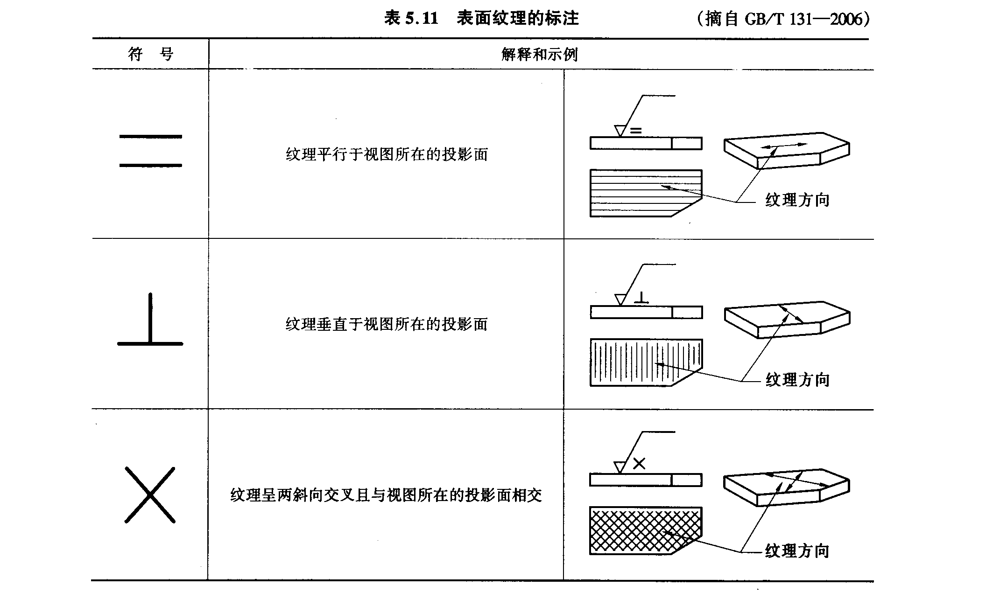 表 5.11 表面纹理的标注 (摘自 GB/T 131—2006)
符 号 解释和示例
=
纹理平行于视图所在的投影面
=
纹理方向
⊥
纹理垂直于视图所在的投影面
⊥
纹理方向
×
纹理呈两斜向交叉且与视图所在的投影面相交
×
纹理方向